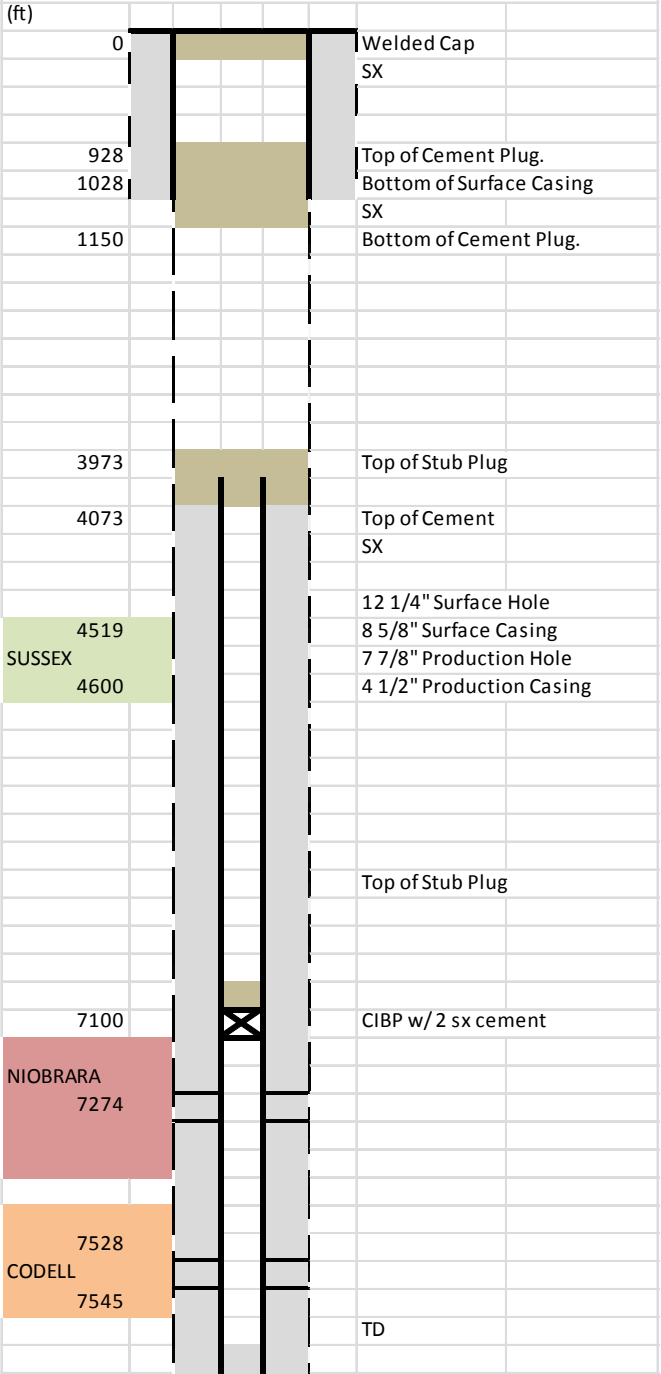 (ft)
0 Welded Cap
SX
928 Top of Cement Plug.
1028 Bottom of Surface Casing
SX
1150 Bottom of Cement Plug.
3973 Top of Stub Plug
4073 Top of Cement
SX
12 1/4" Surface Hole
4519 8 5/8" Surface Casing
SUSSEX 7 7/8" Production Hole
4600 4 1/2" Production Casing
Top of Stub Plug
7100 CIBP w/ 2 sx cement
NIOBRARA
7274
7528
CODELL
7545
TD